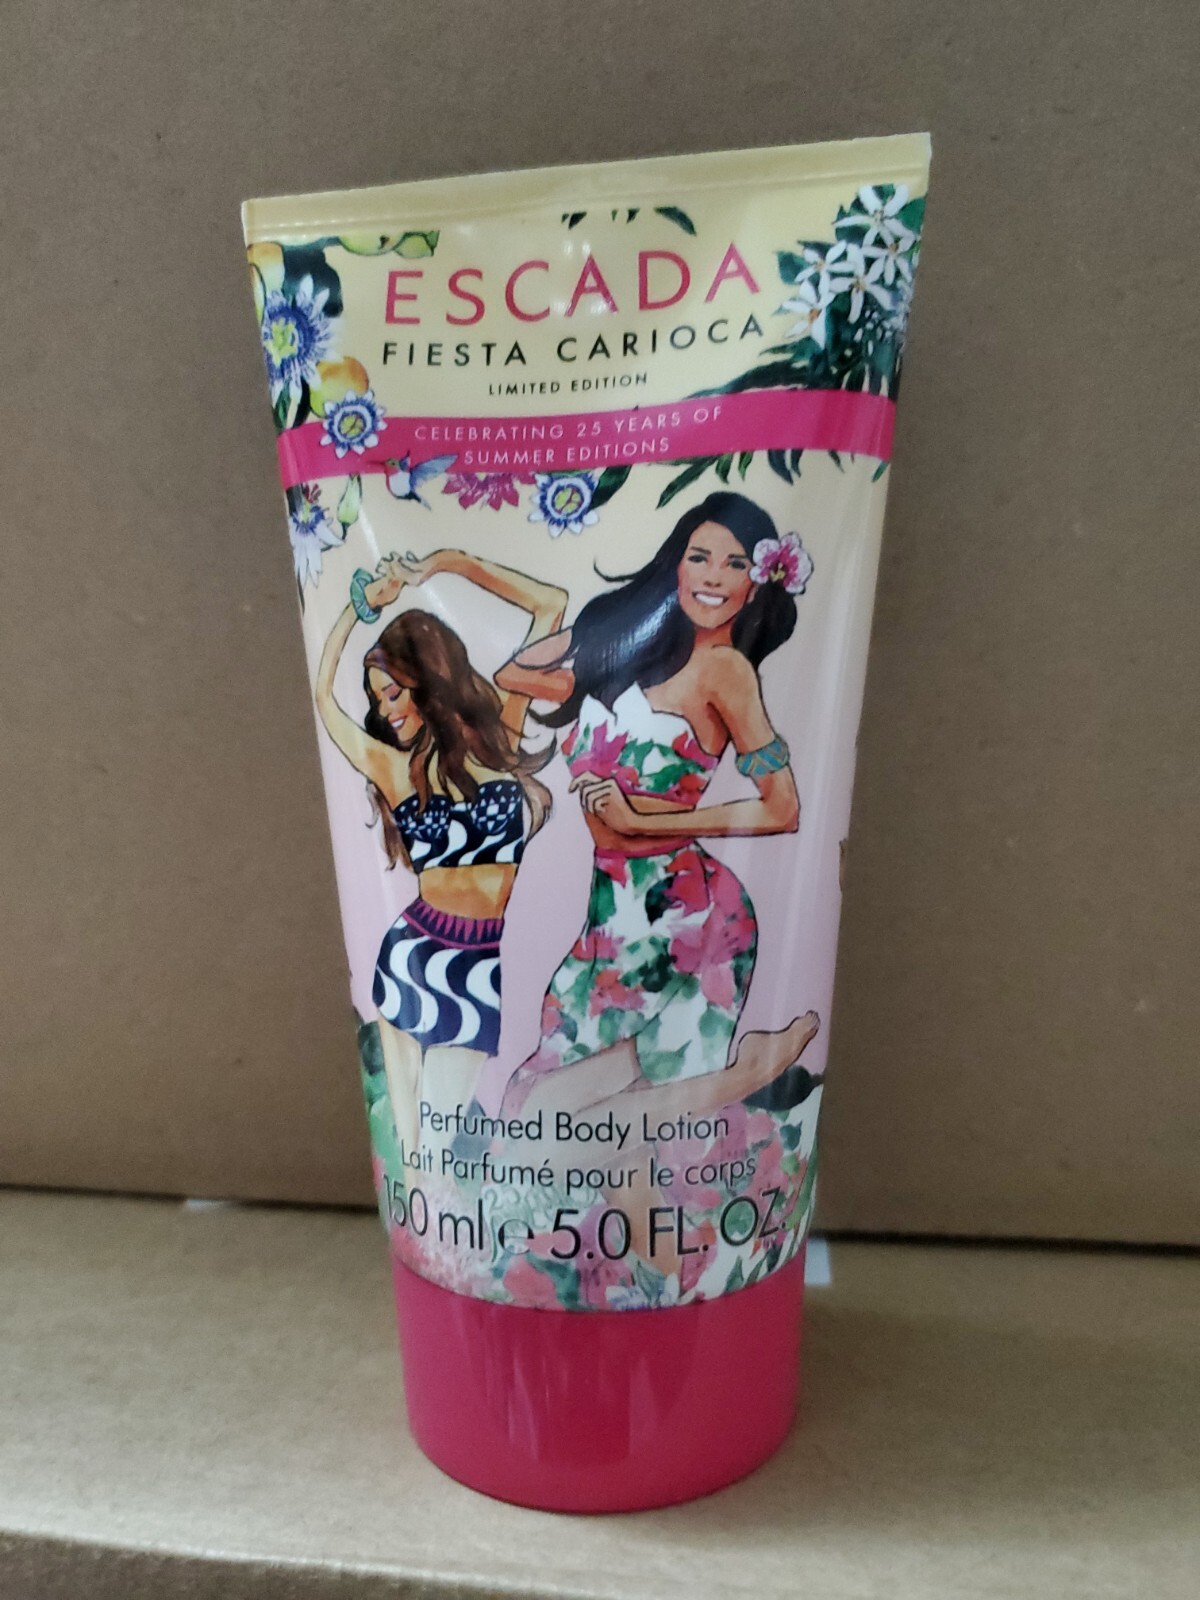 ESCADA
FIESTA CARIOCA
LIMITED EDITION
CELEBRATING 25 YEARS OF
SUMMER EDITIONS
Perfumed Body Lotion
Lait Parfumé pour le corps
150 ml e 5.0 FL. OZ.